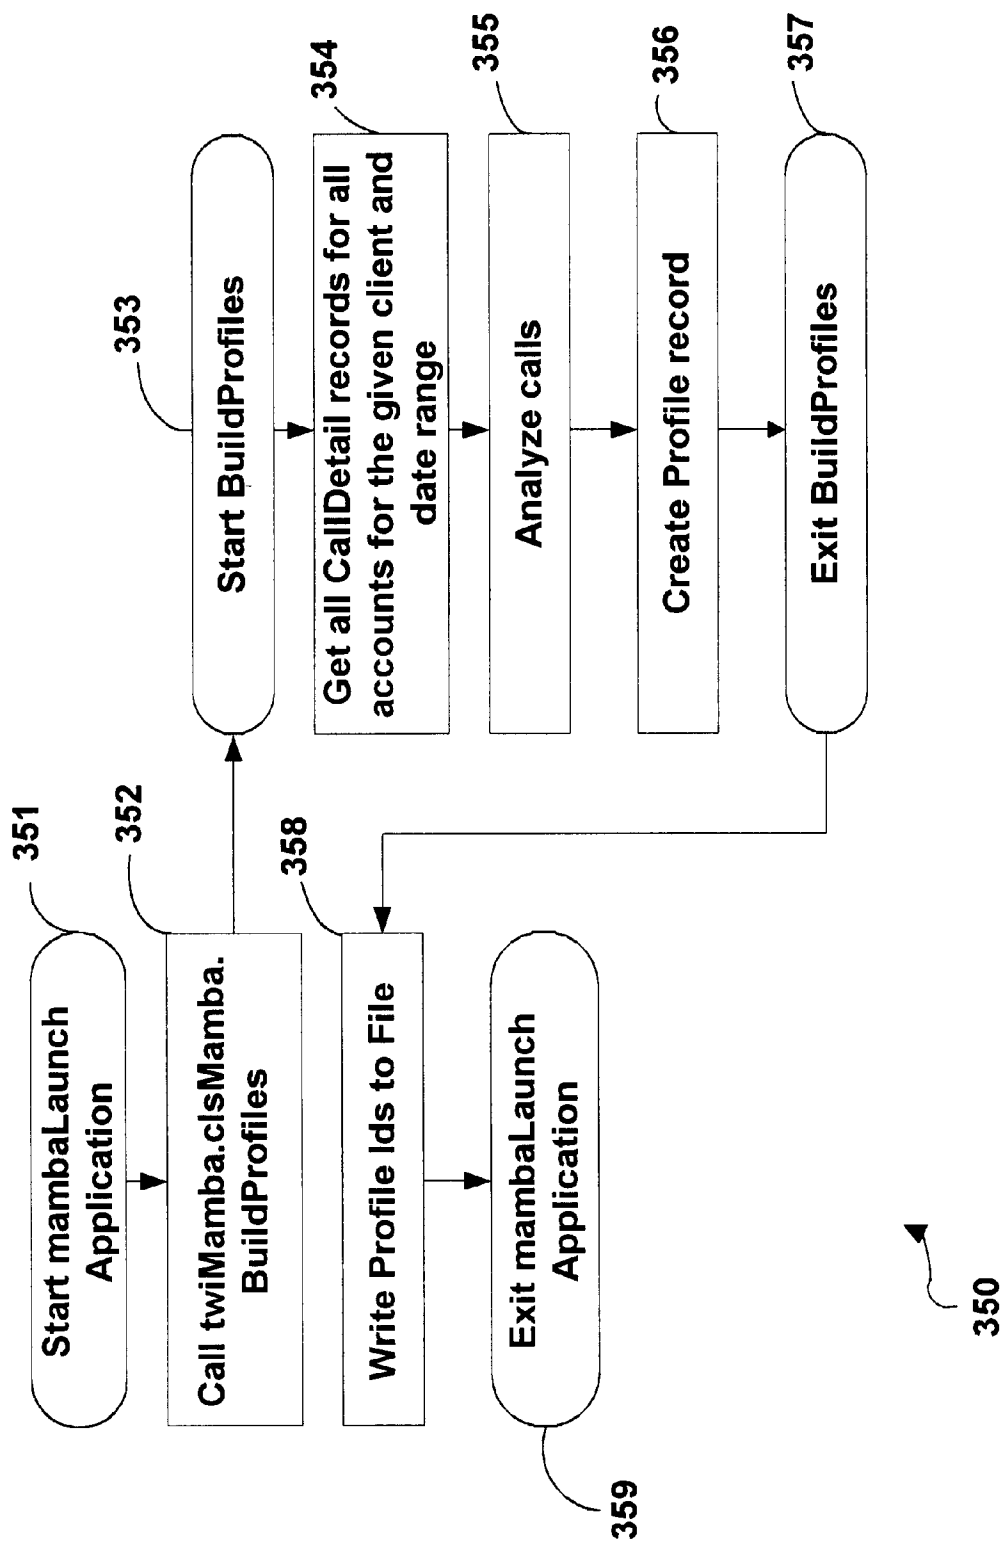 351
Start mambaLaunch
Application
352
Call twiMamba.clsMamba.
BuildProfiles
353
Start BuildProfiles
354
Get all CallDetail records for all
accounts for the given client and
date range
355
Analyze calls
356
Create Profile record
357
Exit BuildProfiles
358
Write Profile Ids to File
Exit mambaLaunch
Application
359
350